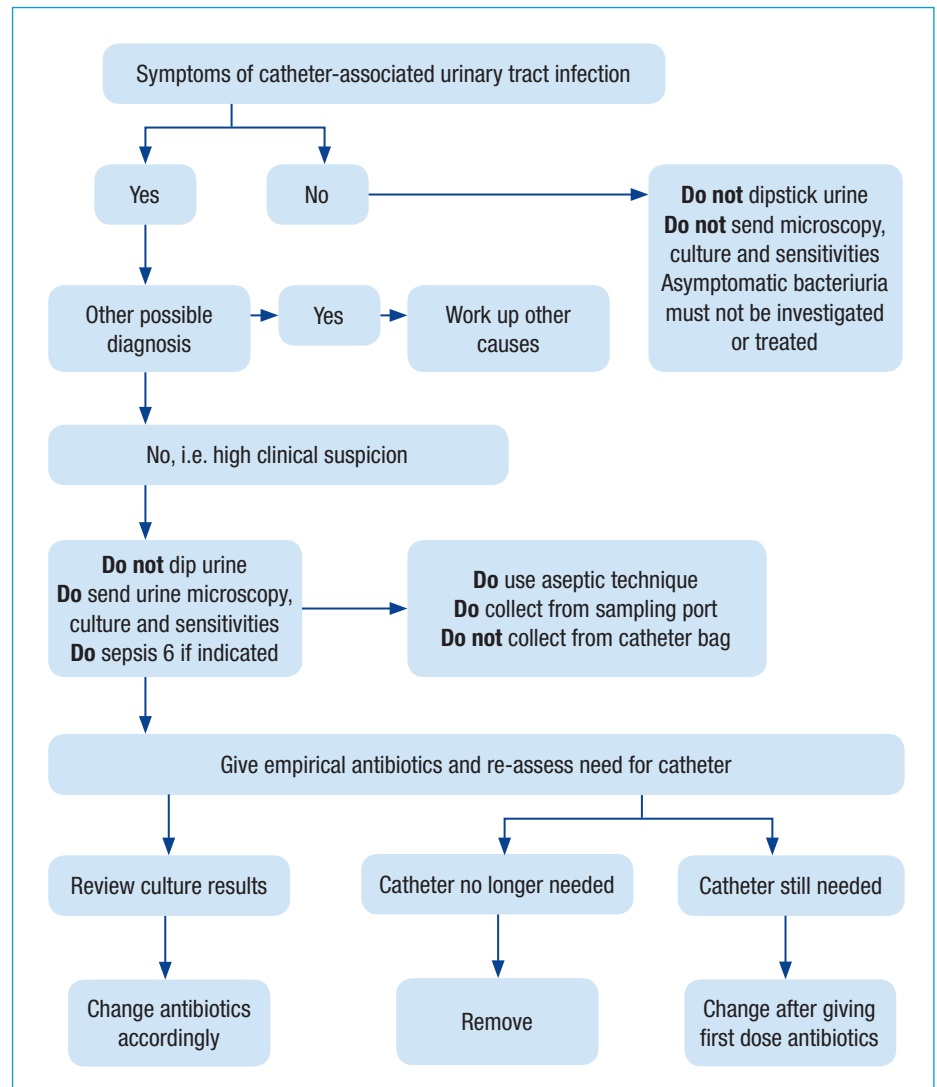 Symptoms of catheter-associated urinary tract infection
Yes
No
Do not dipstick urine
Do not send microscopy,
culture and sensitivities
Asymptomatic bacteriuria
must not be investigated
or treated
Other possible
diagnosis
Yes
Work up other
causes
No, i.e. high clinical suspicion
Do not dip urine
Do send urine microscopy,
culture and sensitivities
Do sepsis 6 if indicated
Do use aseptic technique
Do collect from sampling port
Do not collect from catheter bag
Give empirical antibiotics and re-assess need for catheter
Review culture results
Catheter no longer needed
Catheter still needed
Change antibiotics
accordingly
Remove
Change after giving
first dose antibiotics